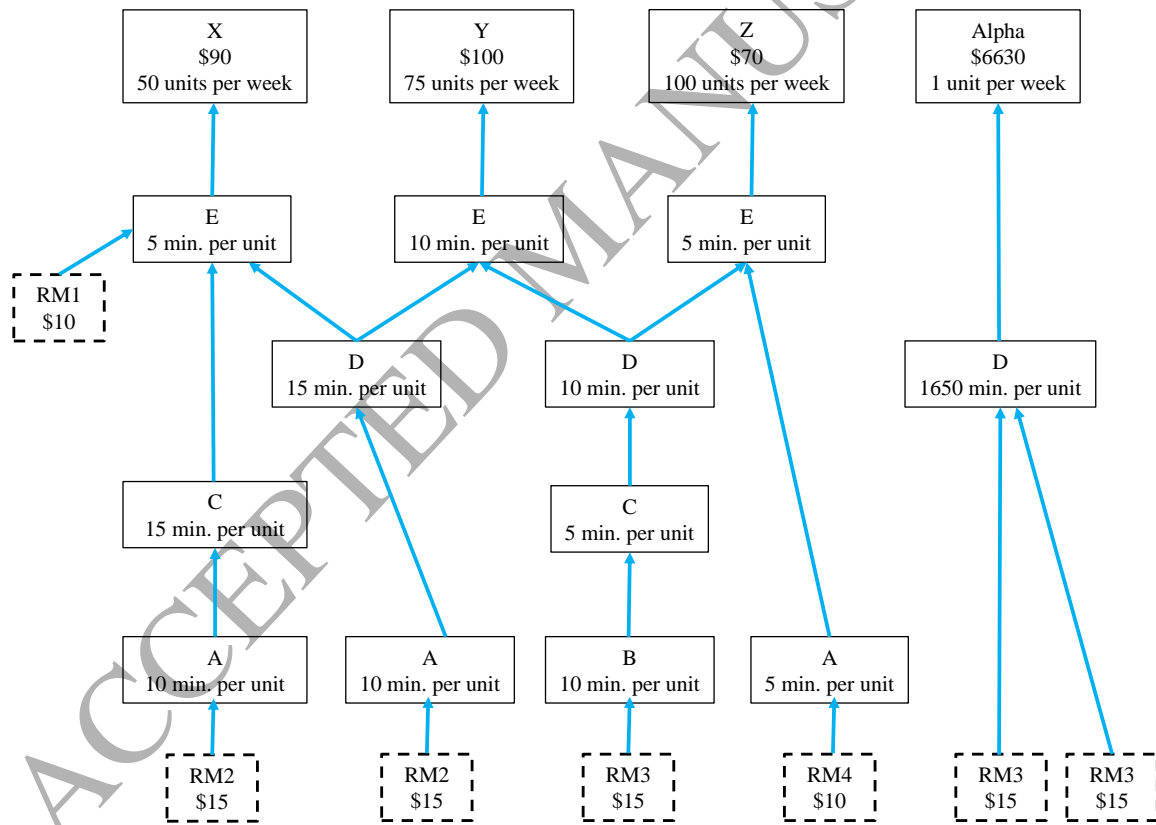 X
$90
50 units per week
Y
$100
75 units per week
Z
$70
100 units per week
Alpha
$6630
1 unit per week
E
5 min. per unit
E
10 min. per unit
E
5 min. per unit
RM1
$10
D
15 min. per unit
D
10 min. per unit
D
1650 min. per unit
C
15 min. per unit
C
5 min. per unit
A
10 min. per unit
A
10 min. per unit
B
10 min. per unit
A
5 min. per unit
RM2
$15
RM2
$15
RM3
$15
RM4
$10
RM3
$15
RM3
$15
ACCEPTED MANUS